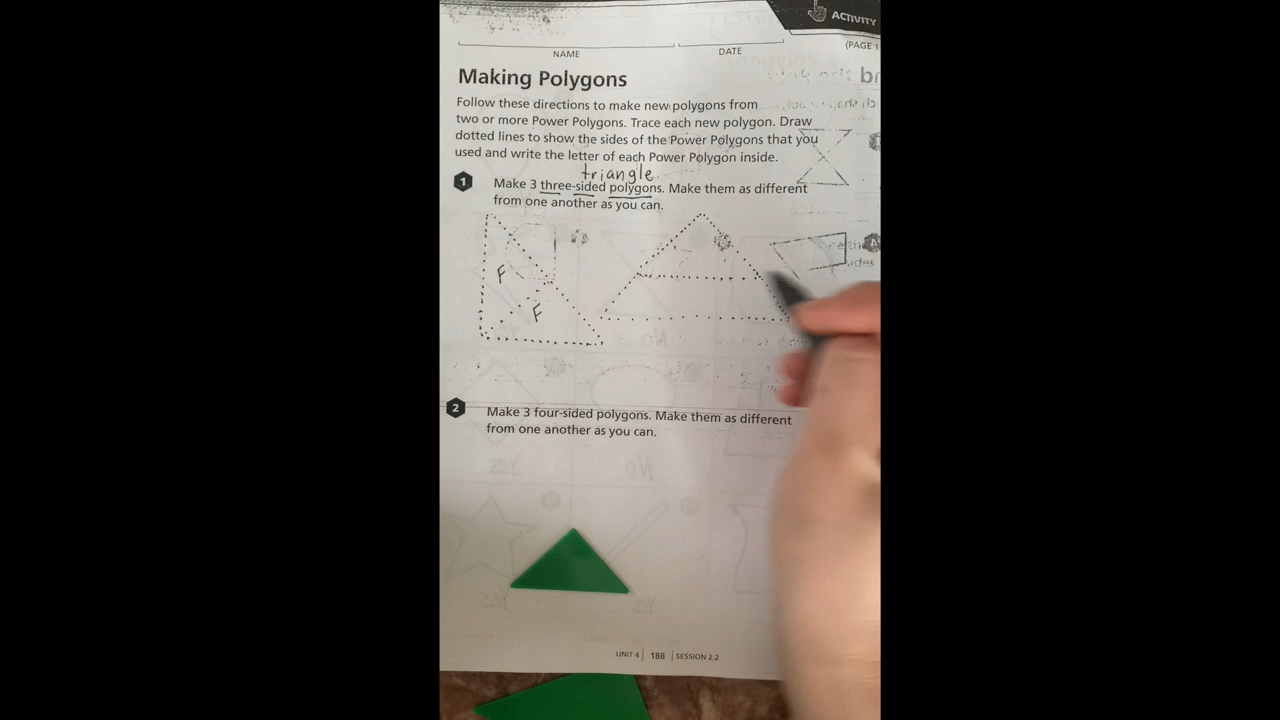 ACTIVITY
NAME
DATE
(PAGE 1
Making Polygons
Follow these directions to make new polygons from
two or more Power Polygons. Trace each new polygon. Draw
dotted lines to show the sides of the Power Polygons that you
used and write the letter of each Power Polygon inside.
triangle
1 Make 3 three-sided polygons. Make them as different
from one another as you can.
F
F
2 Make 3 four-sided polygons. Make them as different
from one another as you can.
No
Yes
Yes
Yes
UNIT 4 | 188 | SESSION 2.2